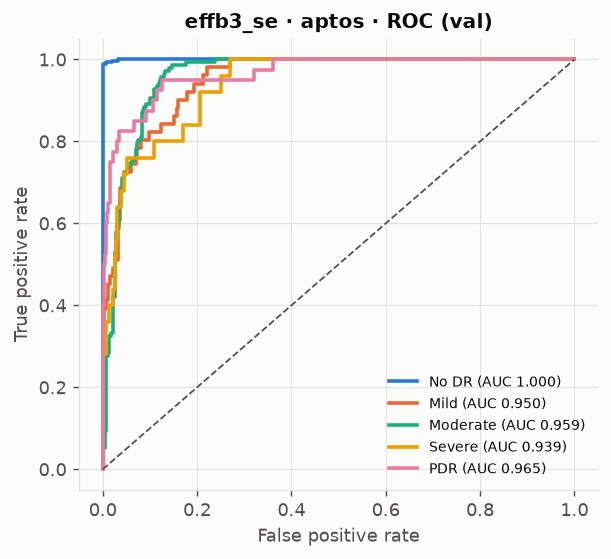 effb3_se · aptos · ROC (val)
True positive rate
1.0
0.8
0.6
0.4
0.2
0.0
No DR (AUC 1.000)
Mild (AUC 0.950)
Moderate (AUC 0.959)
Severe (AUC 0.939)
PDR (AUC 0.965)
0.0 0.2 0.4 0.6 0.8 1.0
False positive rate